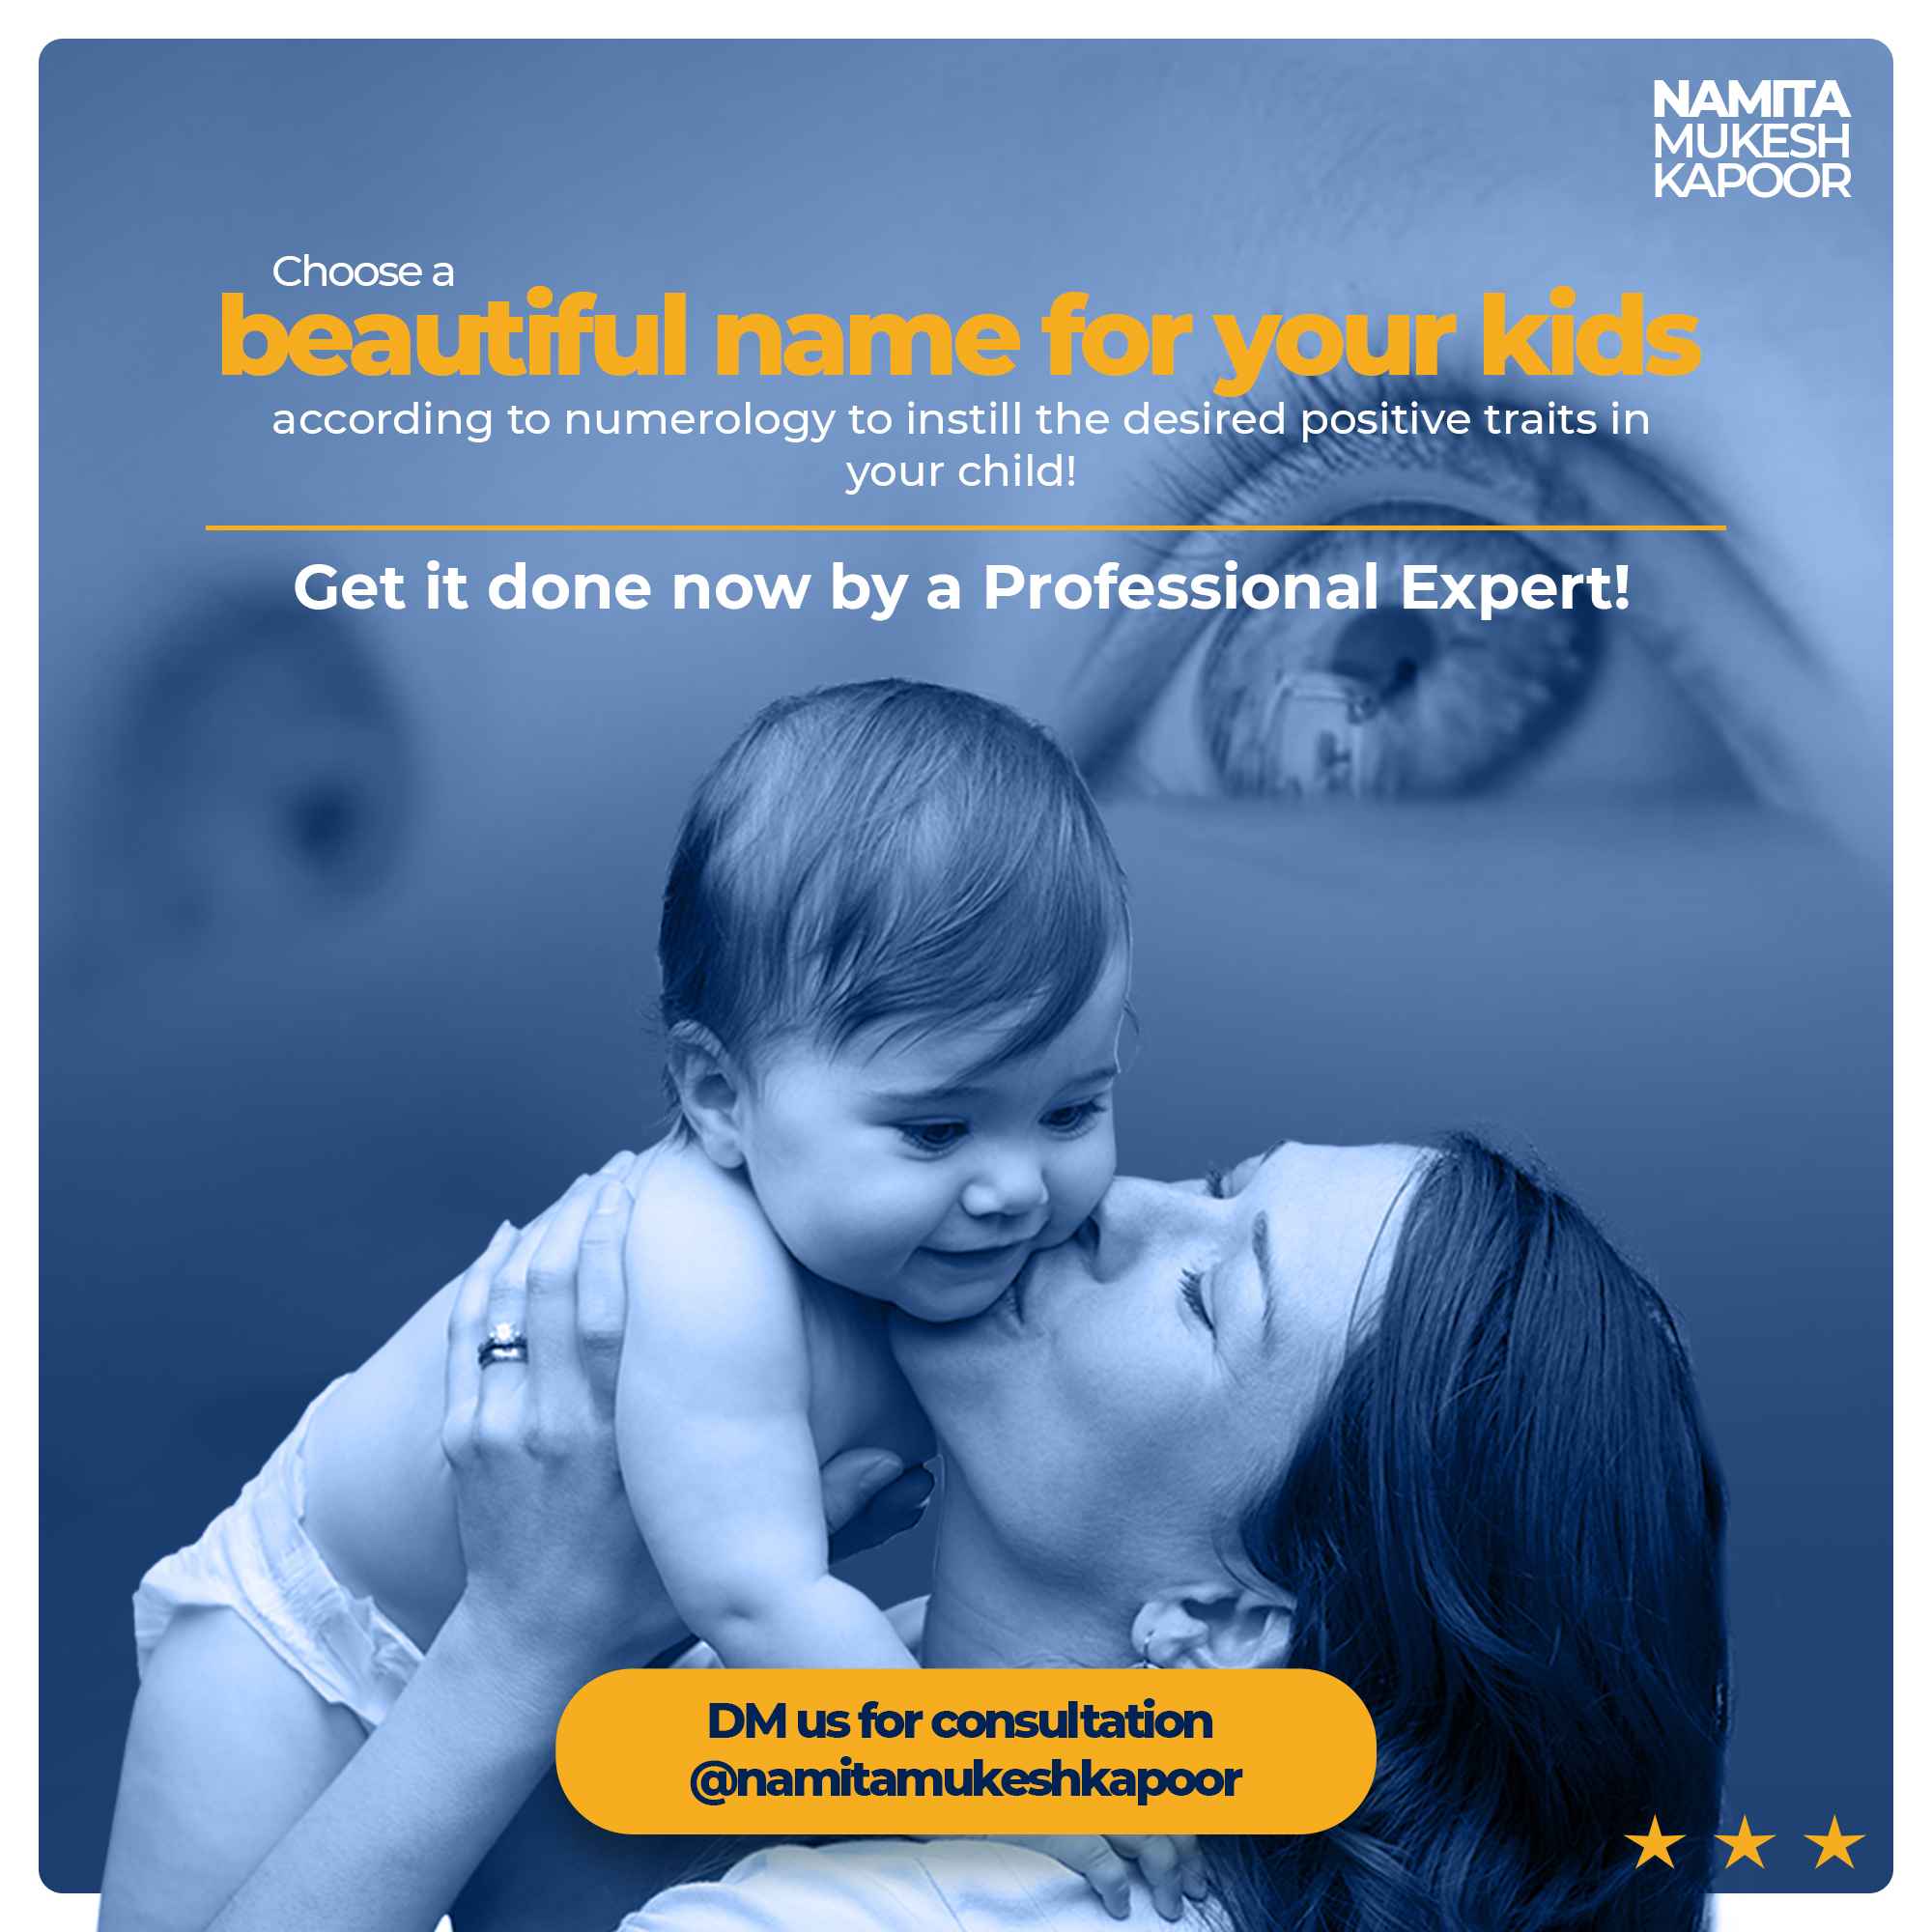 NAMITA
MUKESH
KAPOOR
Choose a
beautiful name for your kids
according to numerology to instill the desired positive traits in
your child!
Get it done now by a Professional Expert!
DM us for consultation
@namitamukeshkapoor